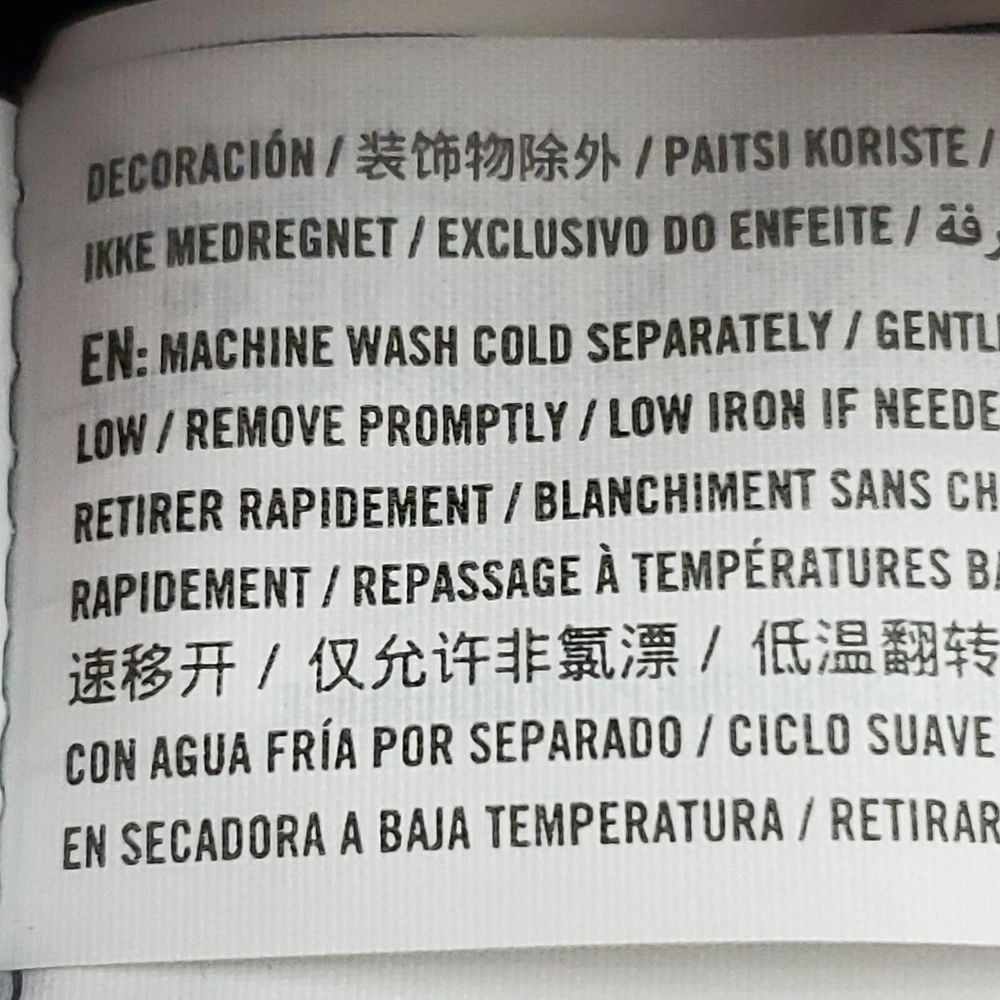 DECORACIÓN / 装饰物除外 / PAITSI KORISTE /
IKKE MEDREGNET / EXCLUSIVO DO ENFEITE /
EN: MACHINE WASH COLD SEPARATELY /
LOW / REMOVE PROMPTLY / LOW IRON IF
RETIRER RAPIDEMENT / BLANCHIMENT SANS
RAPIDEMENT / REPASSAGE À TEMPÉRATURES
速移开 / 仅允许非氯漂 / 低温翻转
CON AGUA FRÍA POR SEPARADO / CICLO SUAVE
EN SECADORA A BAJA TEMPERATURA / RETIRAR